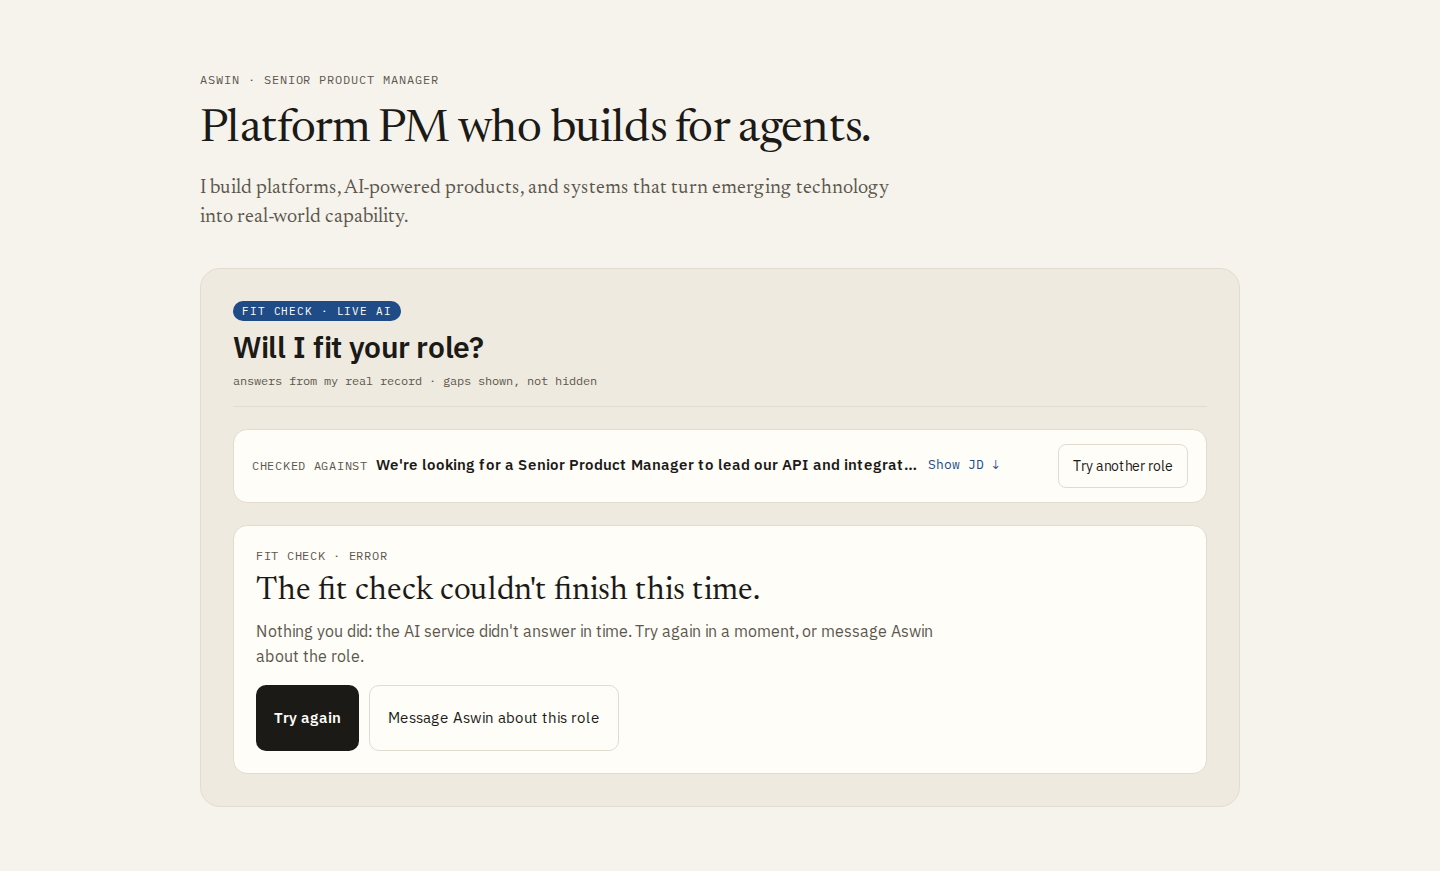 ASWIN · SENIOR PRODUCT MANAGER
Platform PM who builds for agents.
I build platforms, AI-powered products, and systems that turn emerging technology
into real-world capability.
FIT CHECK · LIVE AI
Will I fit your role?
answers from my real record · gaps shown, not hidden
CHECKED AGAINST We're looking for a Senior Product Manager to lead our API and integrat... Show JD ↓ Try another role
FIT CHECK · ERROR
The fit check couldn't finish this time.
Nothing you did: the AI service didn't answer in time. Try again in a moment, or message Aswin
about the role.
Try again Message Aswin about this role